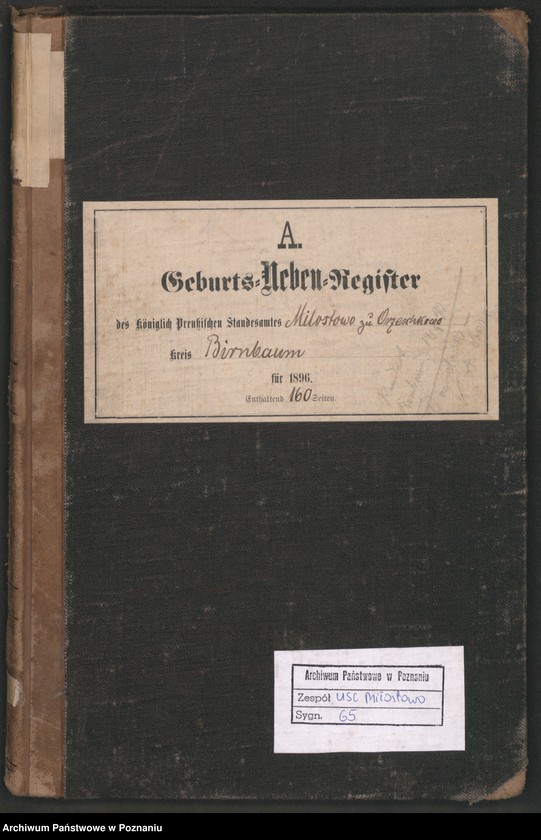 A.
Geburts-Neben-Register
des Königlich Preußischen Standesamtes Milostowo zu Orzeschkowo
Kreis Birnbaum
für 1896.
Enthaltend 160 Seiten.
Archiwum Państwowe w Poznaniu
Zespół USC Miłostowo
Sygn. 65
Archiwum Państwowe w Poznaniu